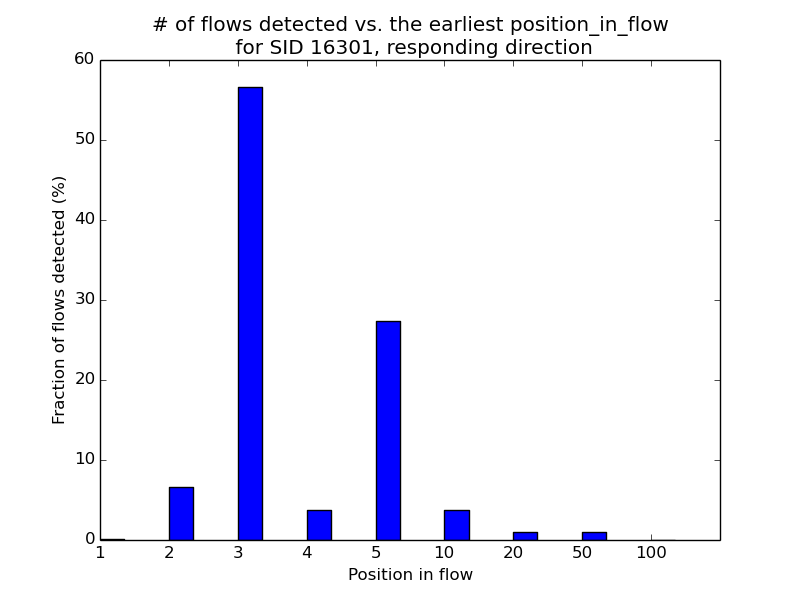 # of flows detected vs. the earliest position_in_flow
for SID 16301, responding direction
60
50
40
30
20
10
0
Fraction of flows detected (%)
1 2 3 4 5 10 20 50 100
Position in flow